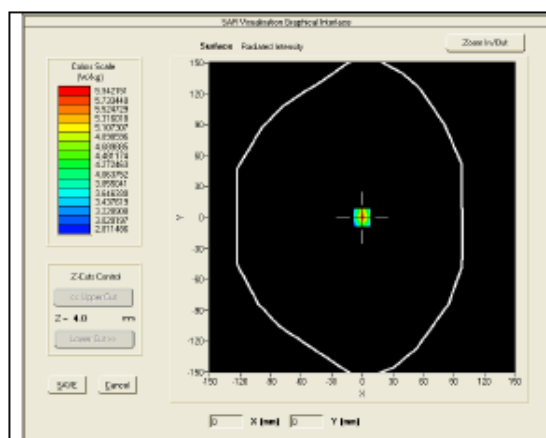 SAR Visualisation Graphical Interface
Surface Radiated Intensity
Zoom In/Out
Colors Scale
(W/kg)
5.942151
5.733440
5.524729
5.316018
5.107307
4.898596
4.689885
4.481174
4.272463
4.063752
3.855041
3.646330
3.437619
3.228908
3.020197
2.811486
Z-Cuts Control
<< Upper Cut
Z = 4.0 mm
Lower Cut >>
SAVE Cancel
150
120
90
60
30
0
-30
-60
-90
-120
-150
Y
-150 -120 -90 -60 -30 0 30 60 90 120 150
X
0 X (mm) 0 Y (mm)